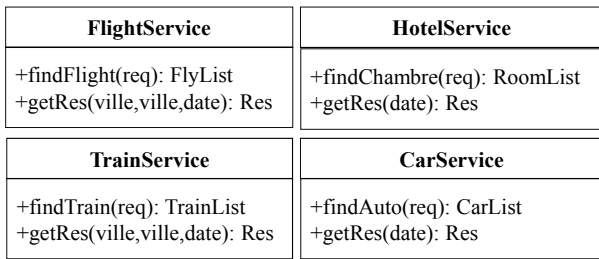 FlightService
+findFlight(req): FlyList
+getRes(ville,ville,date): Res
HotelService
+findChambre(req): RoomList
+getRes(date): Res
TrainService
+findTrain(req): TrainList
+getRes(ville,ville,date): Res
CarService
+findAuto(req): CarList
+getRes(date): Res